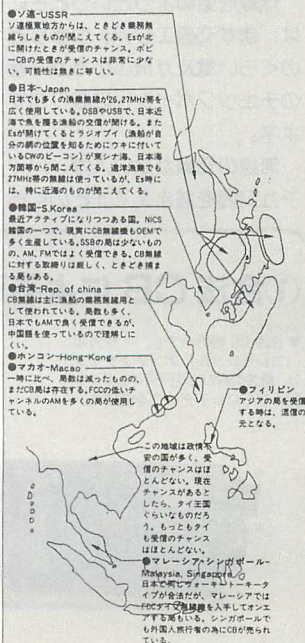 ●ソ連-USSR
ソ連極東地方からは、ときどき業務無
線らしきものが聞こえてくる。Esが北
に開けたときが受信のチャンス。ホビ
ーCBの受信のチャンスは非常に少な
い。可能性は無きに等しい。
●日本-Japan
日本でも多くの漁業無線が26,27MHz帯を
広く使用している。DSBやUSBで、日本近
海で魚を獲る漁船の交信が聞ける。また
Esが開けてくるとラジオブイ(漁船が自
分の網の位置を知るためにウキに付いて
いるCWのビーコン)が東シナ海、日本海
方面等から聞こえてくる。遠洋漁業でも
27MHz帯の無線は使っているが、Es時に
は、特に近海のものが聞こえてくる。
●韓国-S.Korea
最近アクティブになりつつある国。NICS
諸国の一つで、現実にCB無線機もOEMで
多く生産している。SSBの局は少ないもの
の、AM、FMではよく受信できる。CB無線
に対する取締りは厳しく、ときどき捕ま
る局もある。
●台湾-Rep. of china
CB無線は主に漁船の業務無線用と
して使われている。局数も多く、
日本でもAMで良く受信できるが、
中国語を使っているので理解しに
くい。
●ホンコン-Hong-Kong
●マカオ-Macao
一時に比べ、局数は減ったものの、
まだCB局は存在する。FCCの低いチ
ャンネルのAMを多くの局が使用し
ている。
●フィリピン
アジアの局を受信
する時は、混信の
元となる。
この地域は政情不
安の国が多く、受
信のチャンスはほ
とんどない。現在
チャンスがあると
したら、タイ王国
ぐらいなものだろ
う。もっともタイ
も受信のチャンス
はほとんどない。
●マレーシア・シンガポール-
Malaysia, Singapore
日本で同じウォーキートーキータ
イプが合法だが、マレーシアでは
FCCタイプ無線機を入手してオンエ
アする局もいる。シンガポールで
も外国人旅行者の為にCBが売られ
ている。